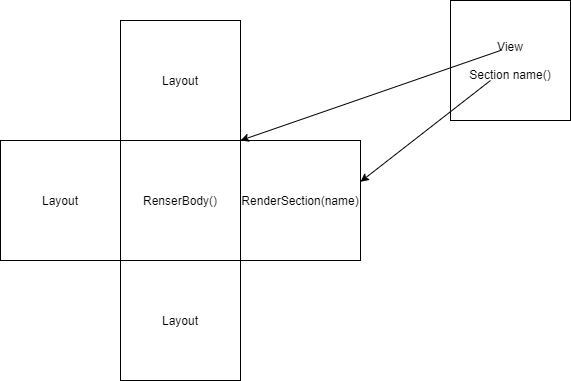 View
Section name()
Layout
Layout
RenserBody()
RenderSection(name)
Layout